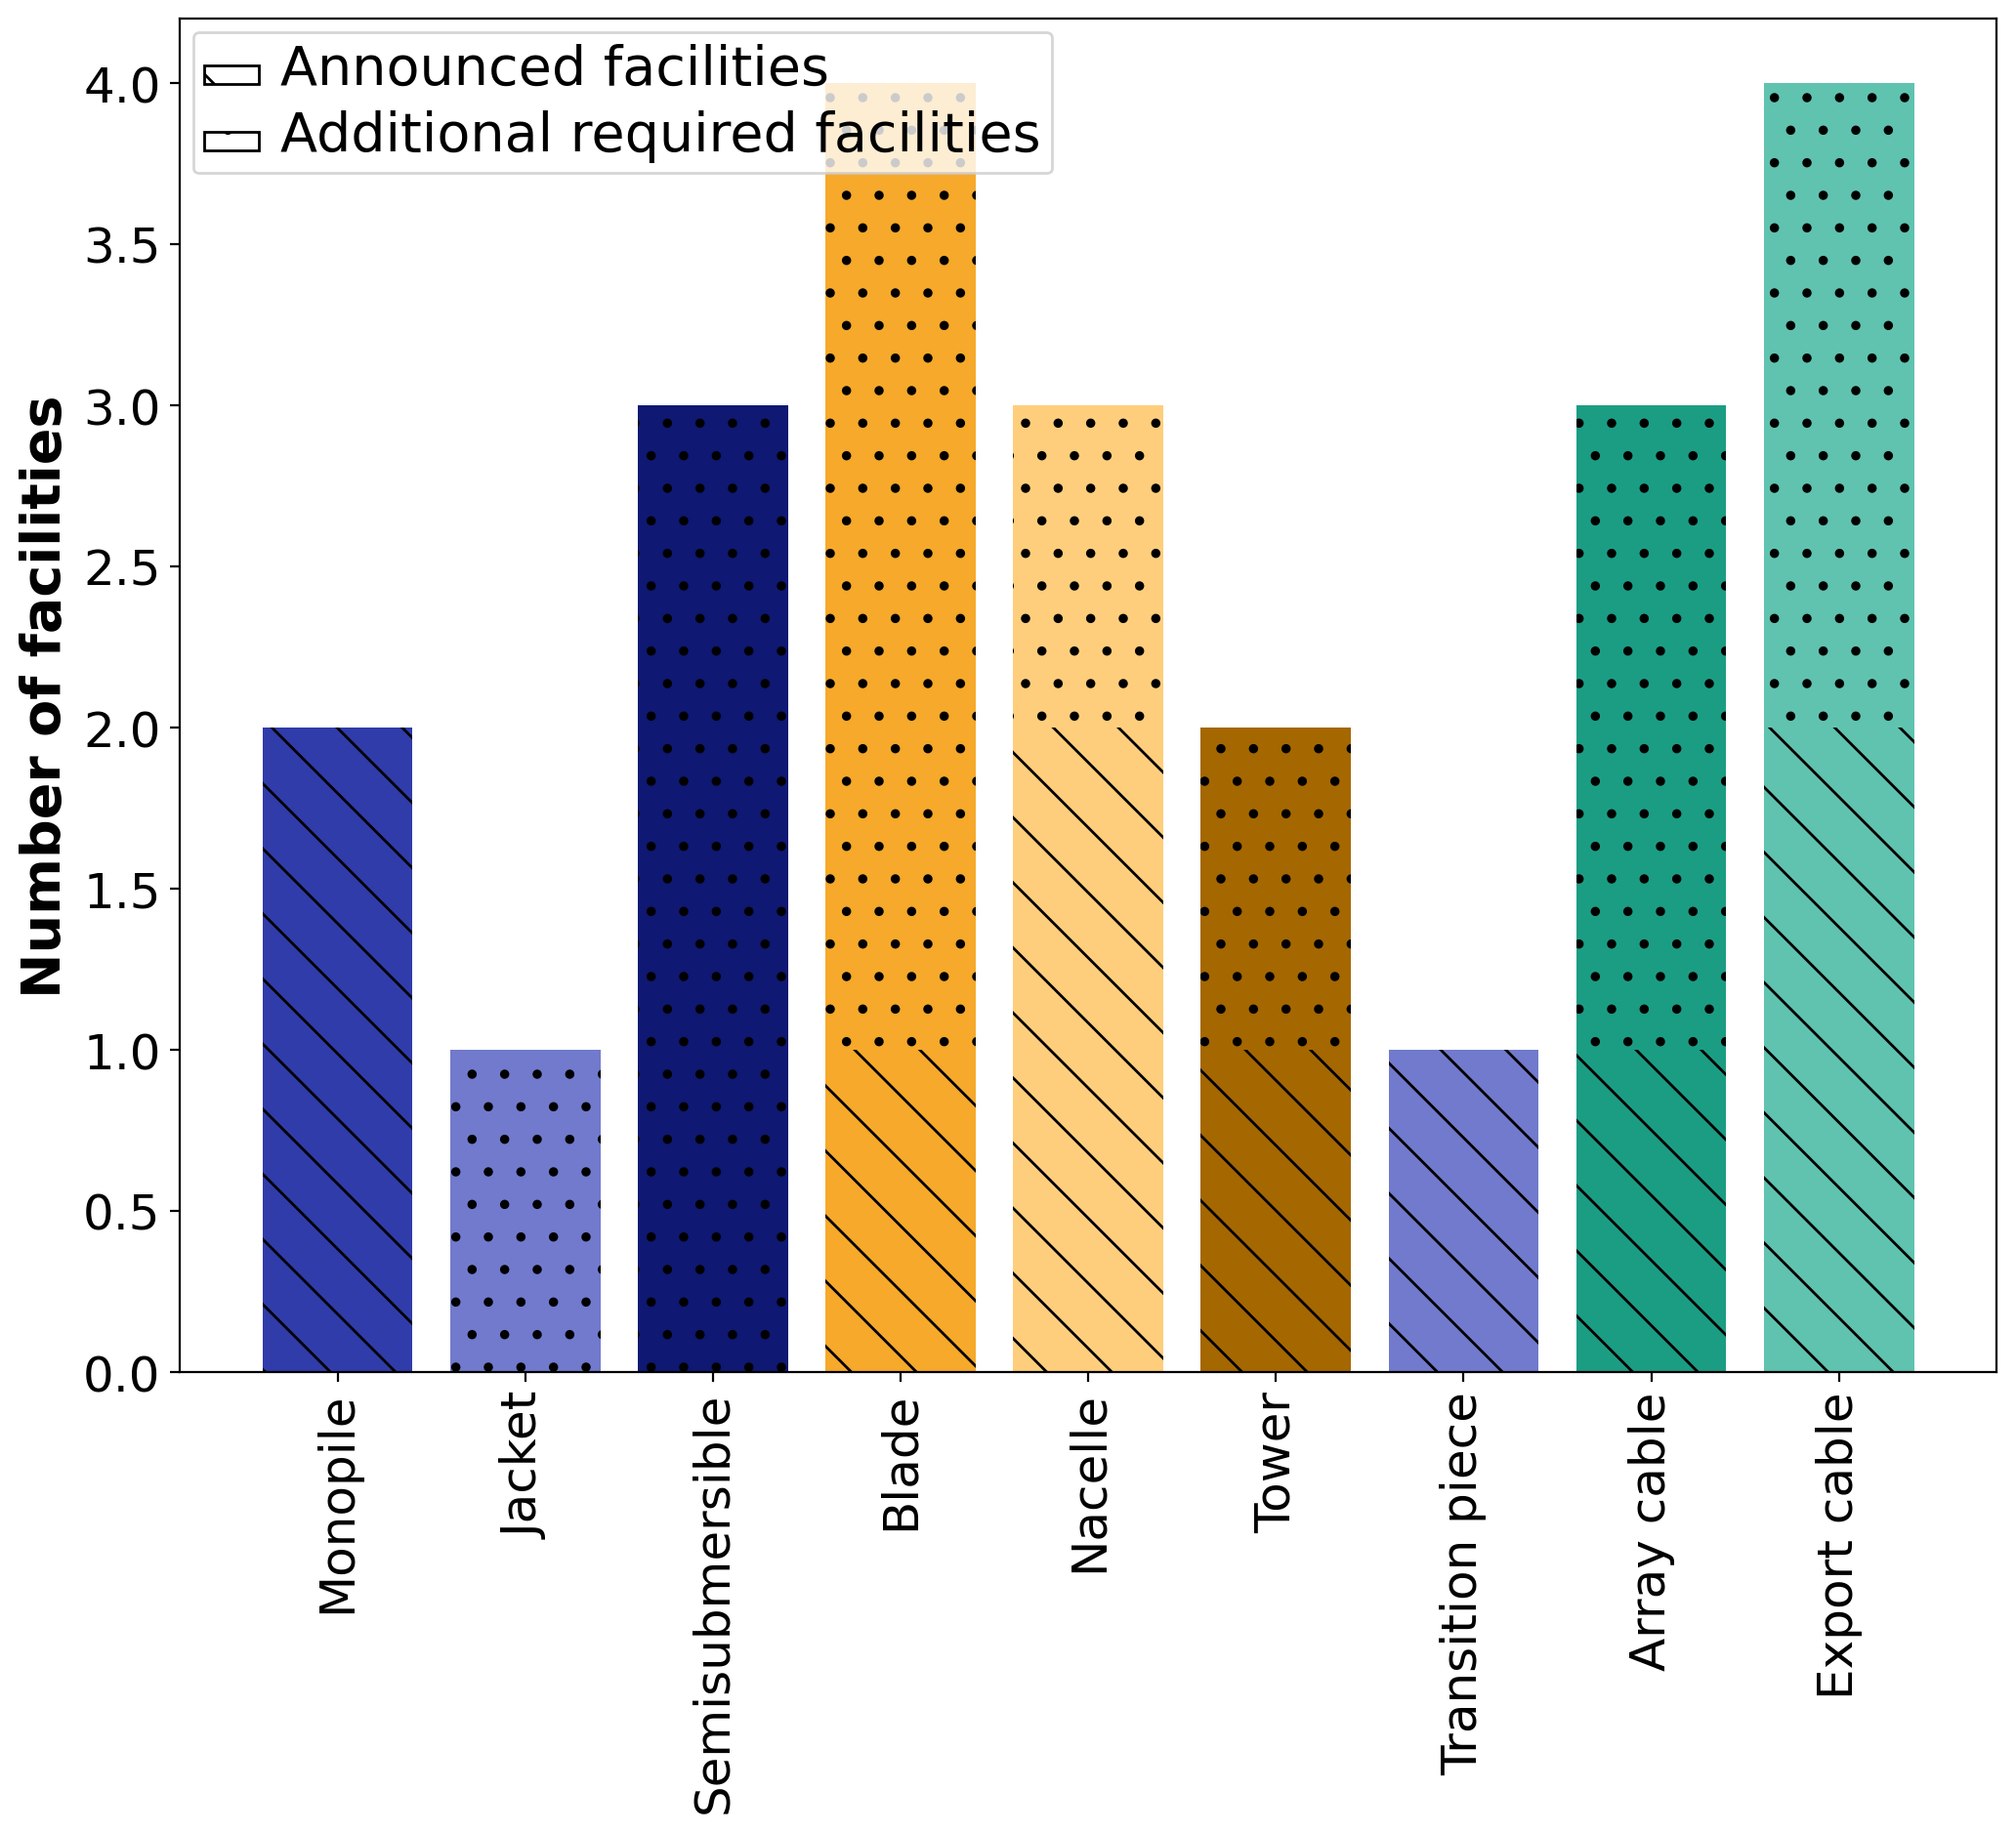 Announced facilities
Additional required facilities
Number of facilities
4.0
3.5
3.0
2.5
2.0
1.5
1.0
0.5
0.0
Monopile
Jacket
Semisubmersible
Blade
Nacelle
Tower
Transition piece
Array cable
Export cable